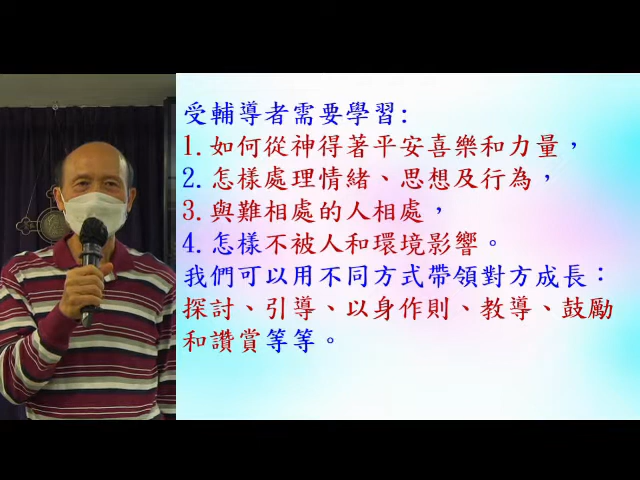 受輔導者需要學習:
1.如何從神得著平安喜樂和力量，
2.怎樣處理情緒、思想及行為，
3.與難相處的人相處，
4.怎樣不被人和環境影響。
我們可以用不同方式帶領對方成長：
探討、引導、以身作則、教導、鼓勵
和讚賞等等。